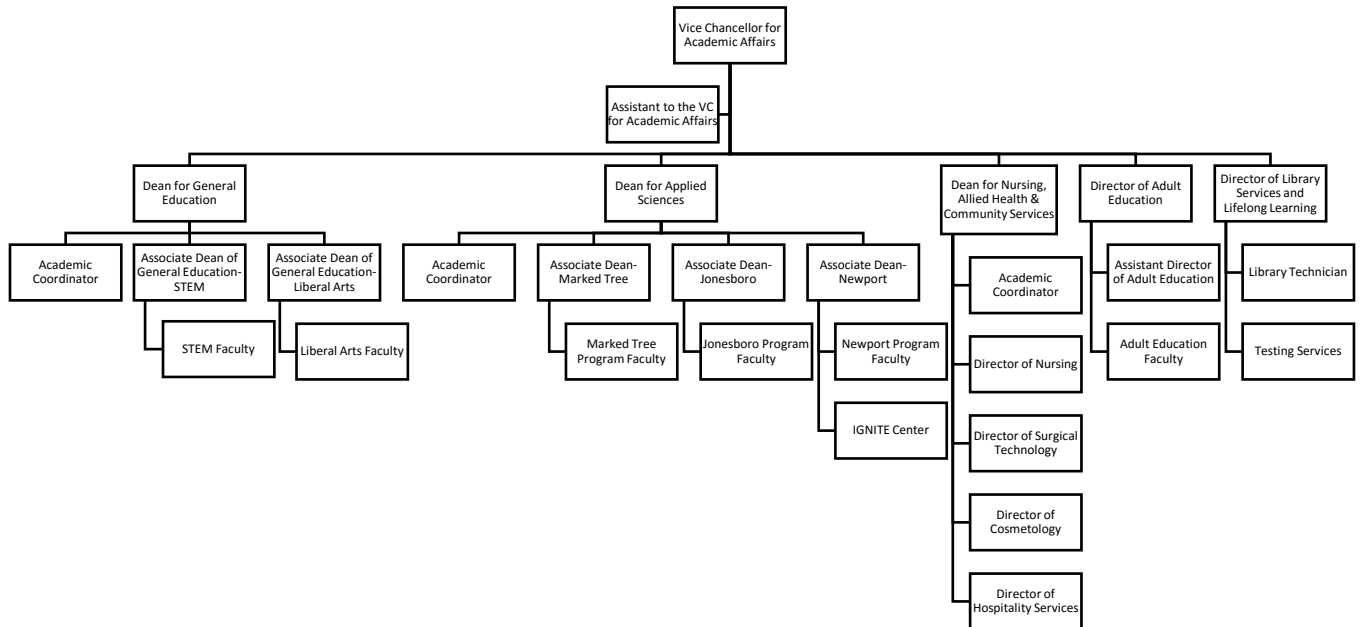 Vice Chancellor for
Academic Affairs
Assistant to the VC
for Academic Affairs
Dean for General
Education
Dean for Applied
Sciences
Dean for Nursing,
Allied Health &
Community Services
Director of Adult
Education
Director of Library
Services and
Lifelong Learning
Academic
Coordinator
Associate Dean of
General Education-
STEM
Associate Dean of
General Education-
Liberal Arts
STEM Faculty
Liberal Arts Faculty
Academic
Coordinator
Associate Dean-
Marked Tree
Associate Dean-
Jonesboro
Associate Dean-
Newport
Marked Tree
Program Faculty
Jonesboro Program
Faculty
Newport Program
Faculty
IGNITE Center
Academic
Coordinator
Director of Nursing
Director of Surgical
Technology
Director of
Cosmetology
Director of
Hospitality Services
Assistant Director
of Adult Education
Adult Education
Faculty
Library Technician
Testing Services